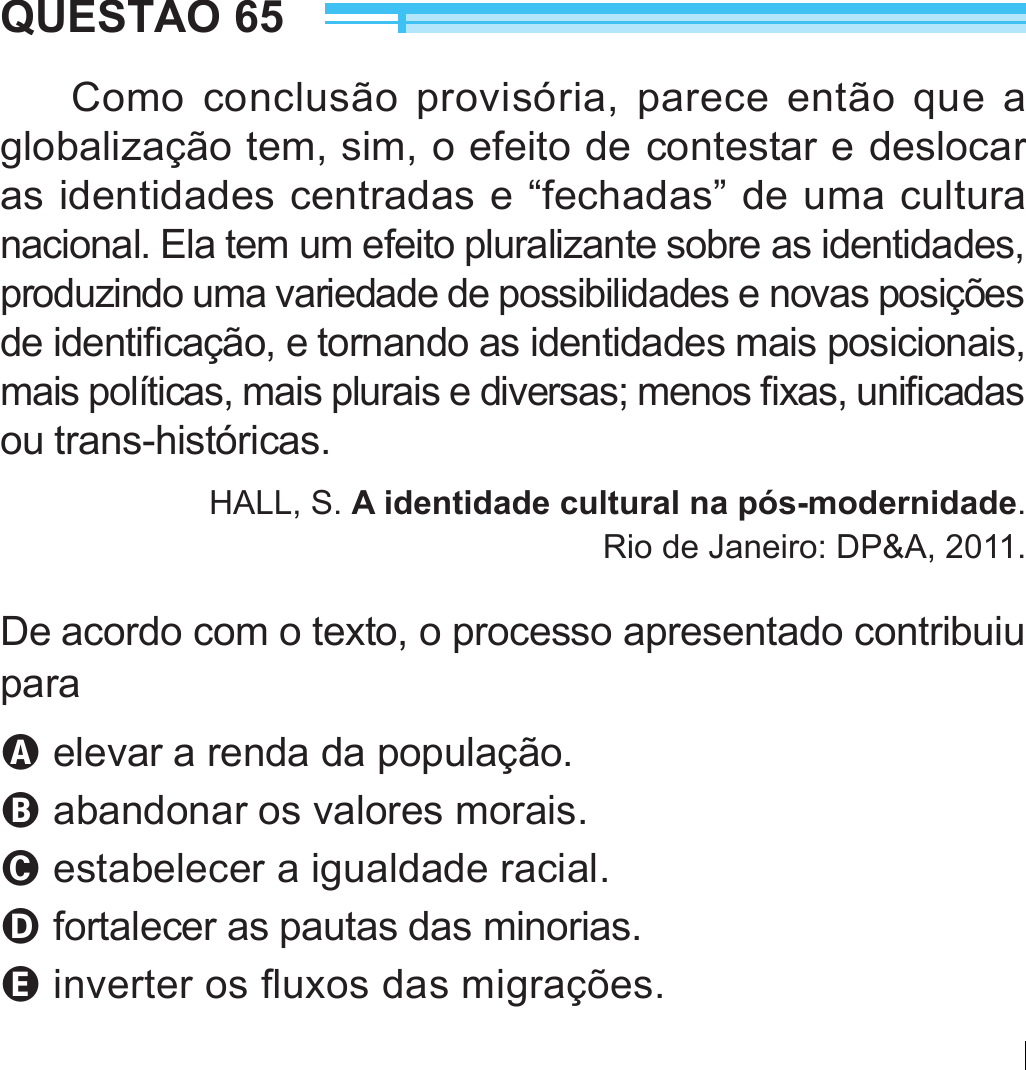 QUESTÃO 65
Como conclusão provisória, parece então que a
globalização tem, sim, o efeito de contestar e deslocar
as identidades centradas e “fechadas” de uma cultura
nacional. Ela tem um efeito pluralizante sobre as identidades,
produzindo uma variedade de possibilidades e novas posições
de identificação, e tornando as identidades mais posicionais,
mais políticas, mais plurais e diversas; menos fixas, unificadas
ou trans-históricas.
HALL, S. A identidade cultural na pós-modernidade.
Rio de Janeiro: DP&A, 2011.
De acordo com o texto, o processo apresentado contribuiu
para
A elevar a renda da população.
B abandonar os valores morais.
C estabelecer a igualdade racial.
D fortalecer as pautas das minorias.
E inverter os fluxos das migrações.